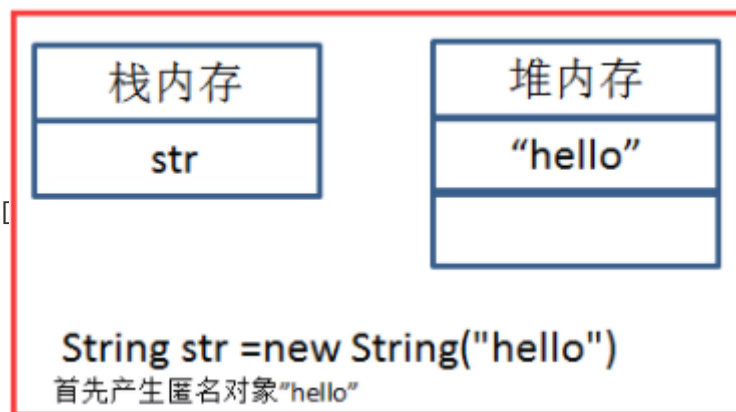 栈内存
str
堆内存
“hello”
String str =new String("hello")
首先产生匿名对象”hello”